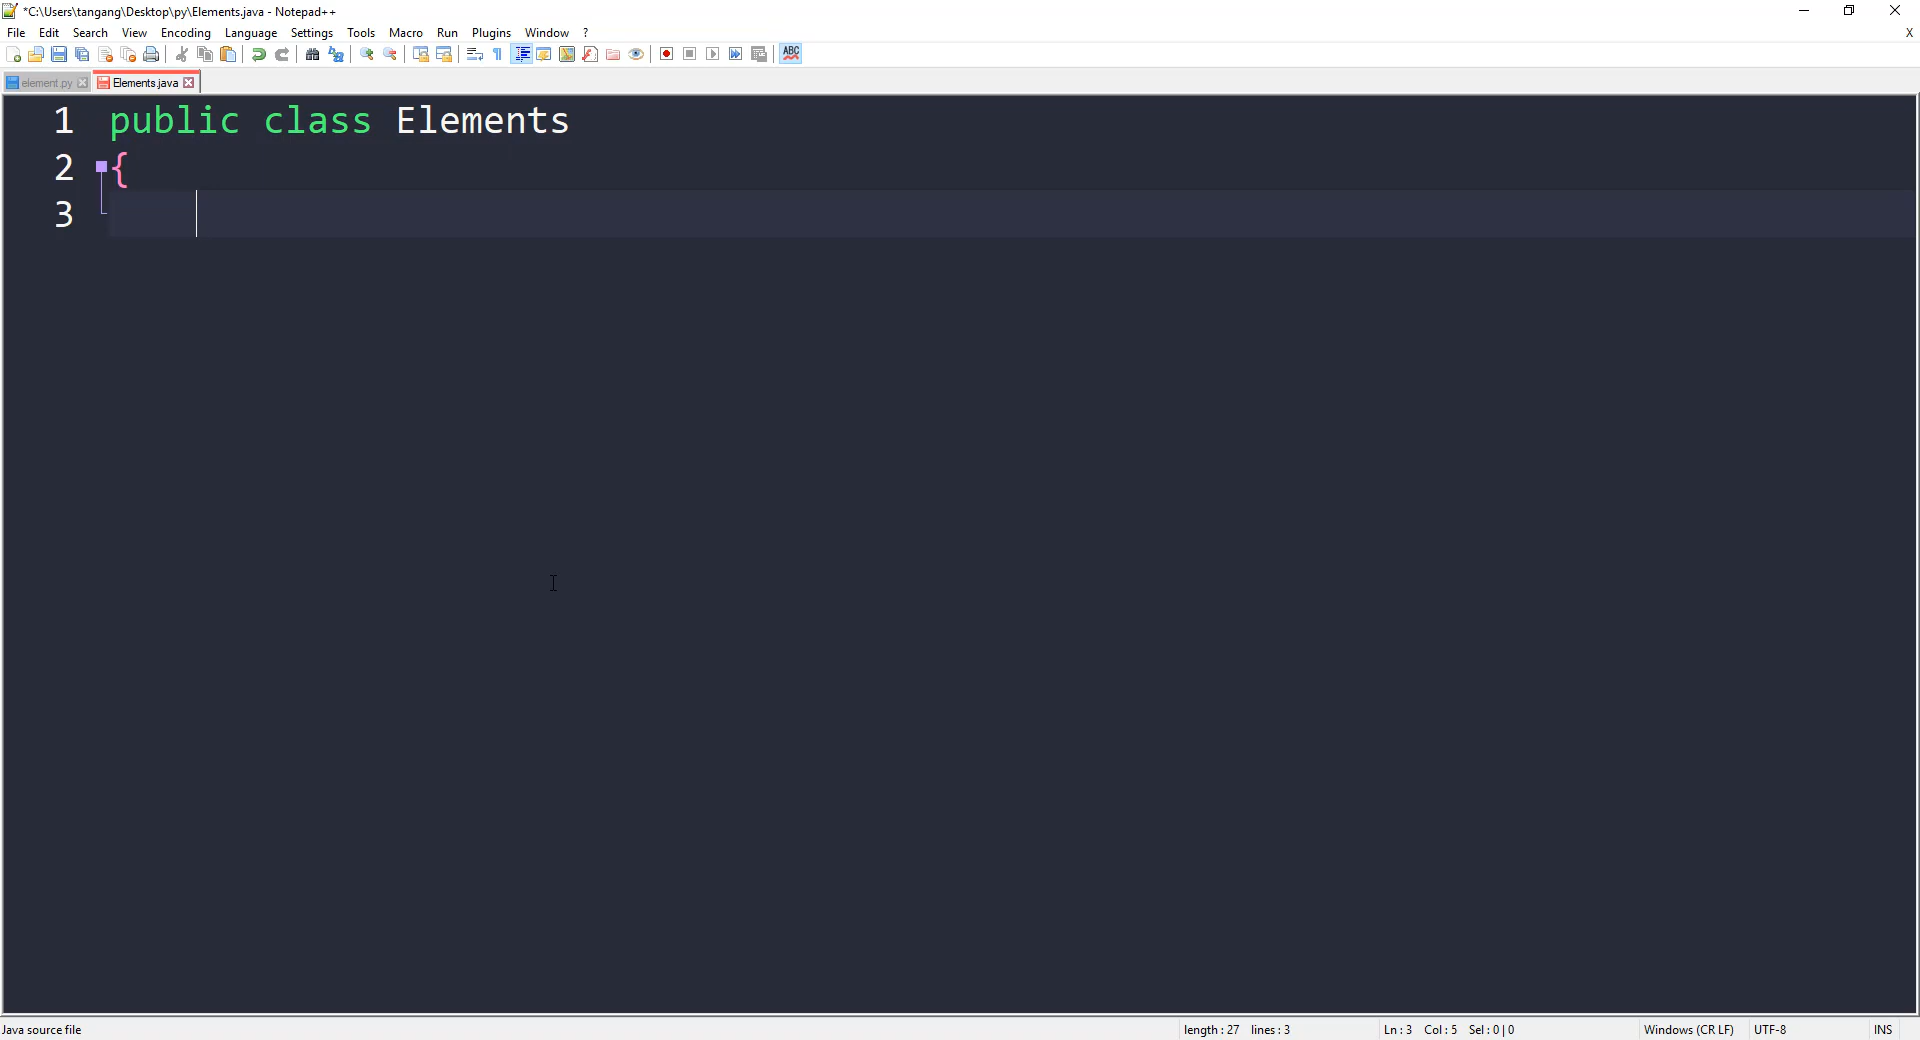 *C:\Users\tangang\Desktop\py\Elements.java - Notepad++
File Edit Search View Encoding Language Settings Tools Macro Run Plugins Window ? X
ABC
element.py Elements.java
1 public class Elements
2 {
3
Java source file length : 27 lines : 3 Ln : 3 Col : 5 Sel : 0 | 0 Windows (CR LF) UTF-8 INS